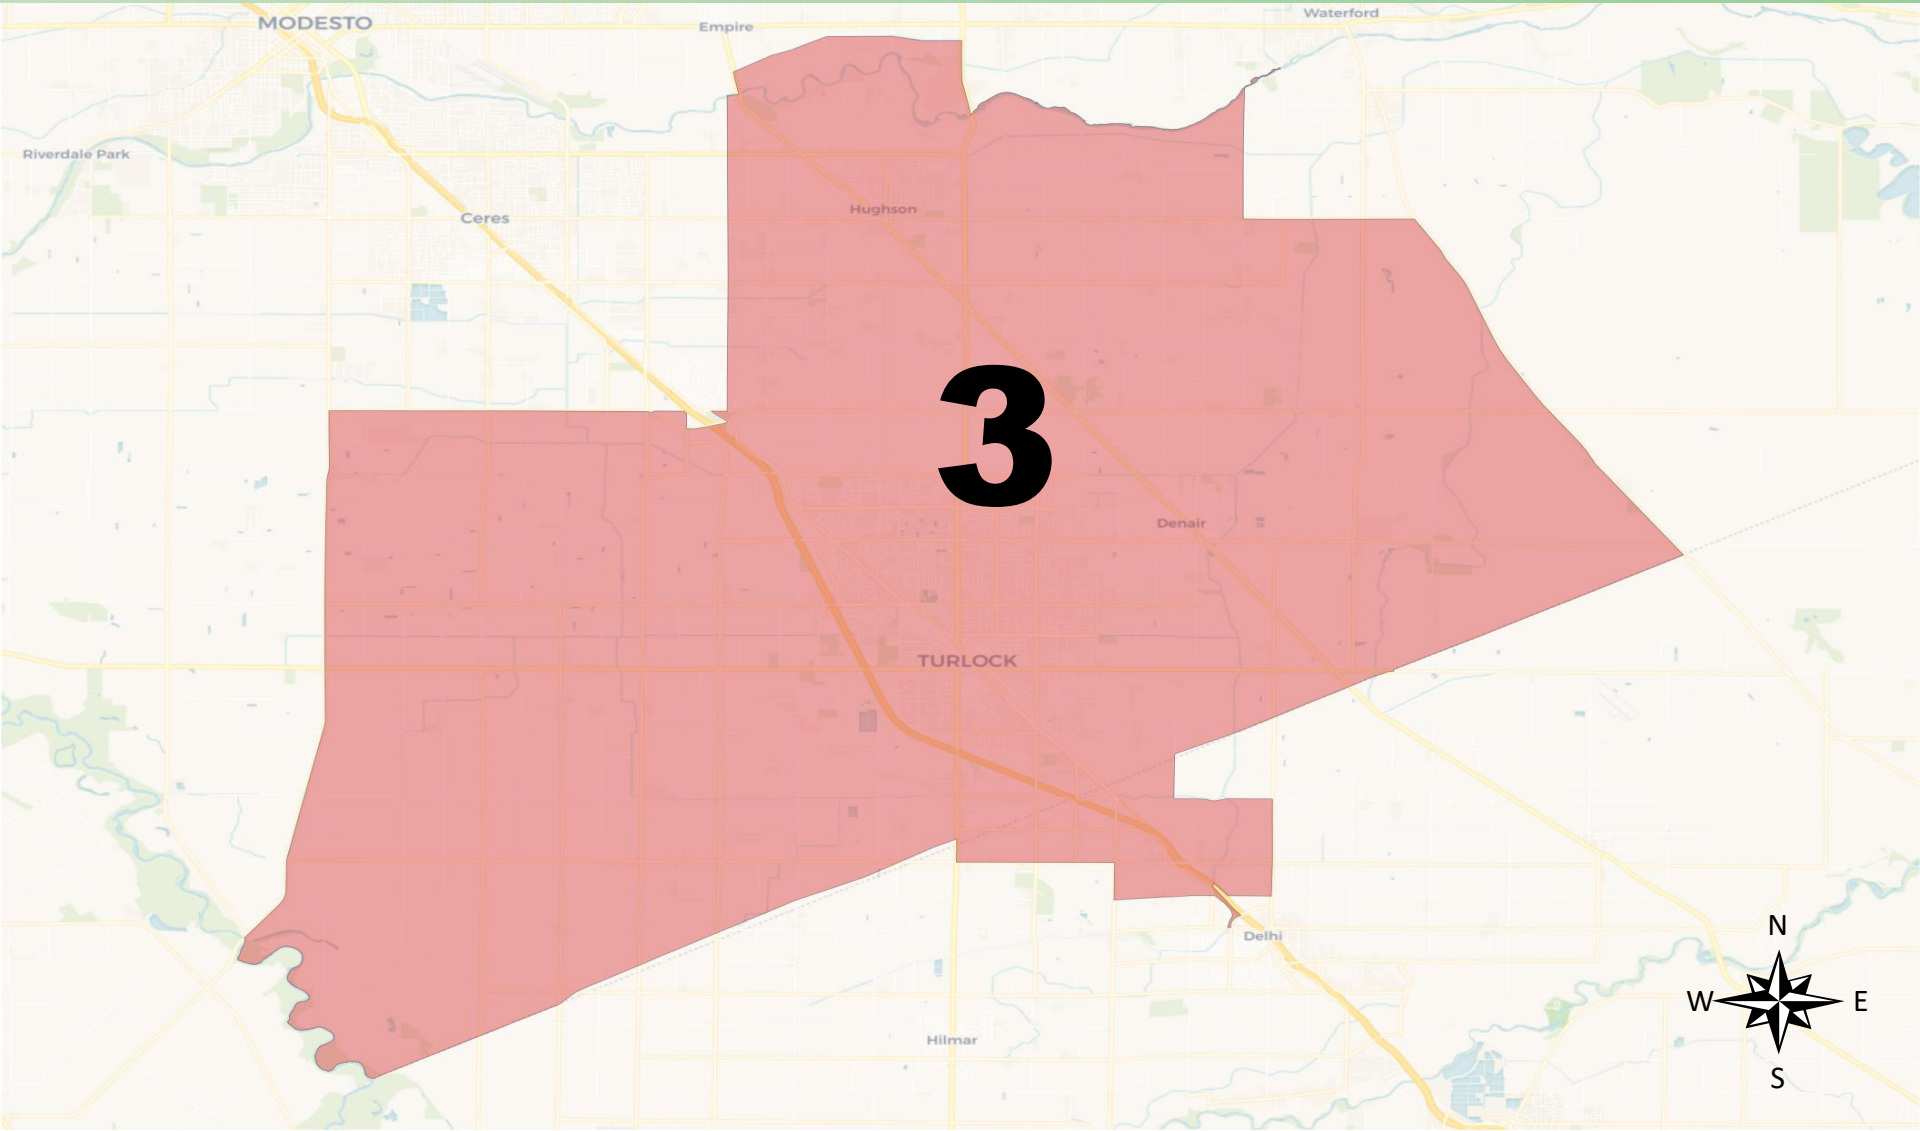 Waterford
MODESTO
Empire
Riverdale Park
Hughson
Ceres
3
Denair
TURLOCK
N
Delhi
W
E
Hilmar
S